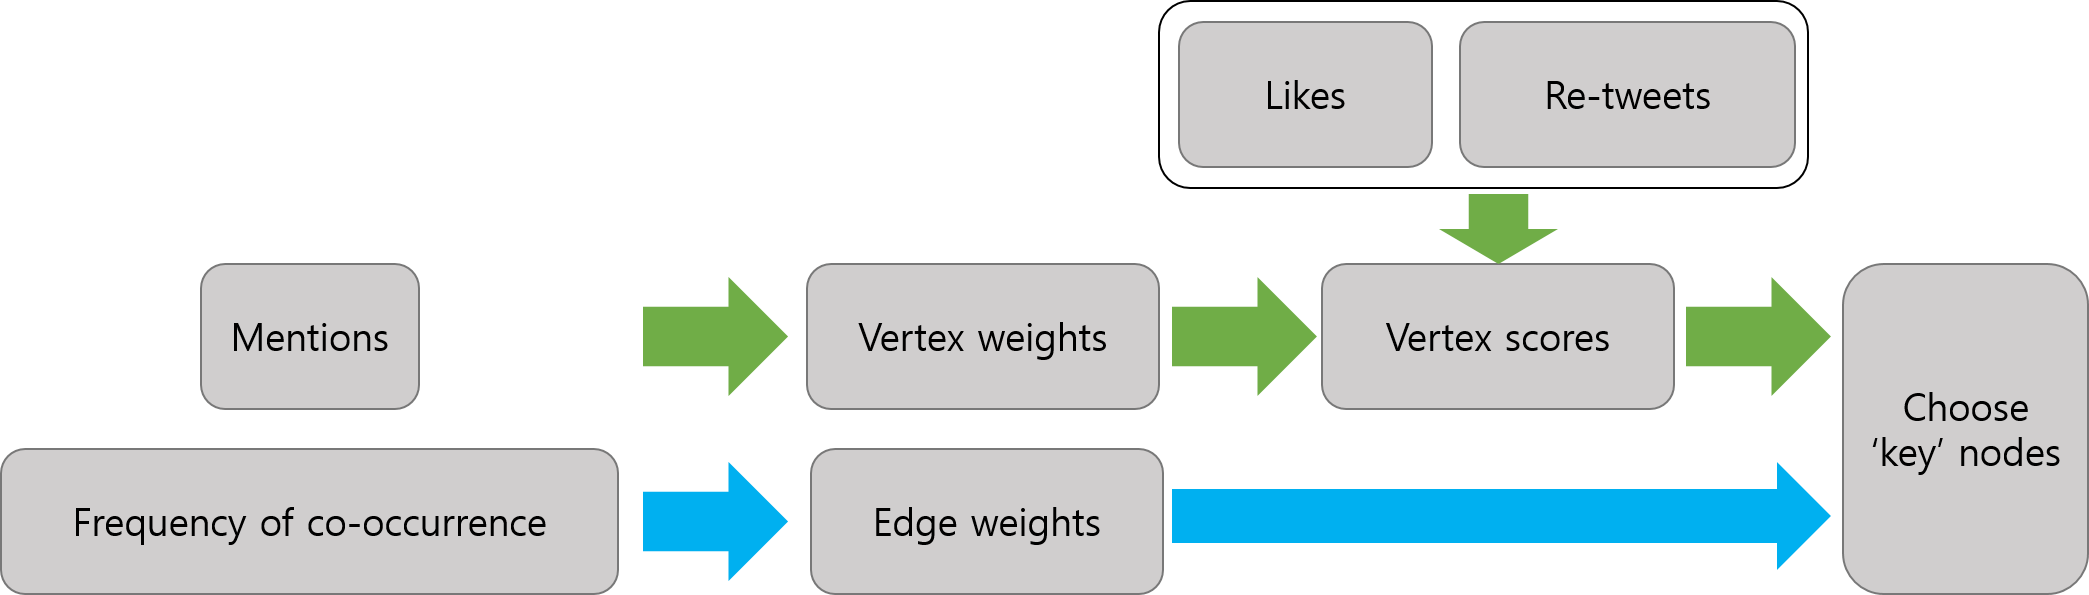 Likes
Re-tweets
Mentions
Vertex weights
Vertex scores
Choose
‘key’ nodes
Frequency of co-occurrence
Edge weights